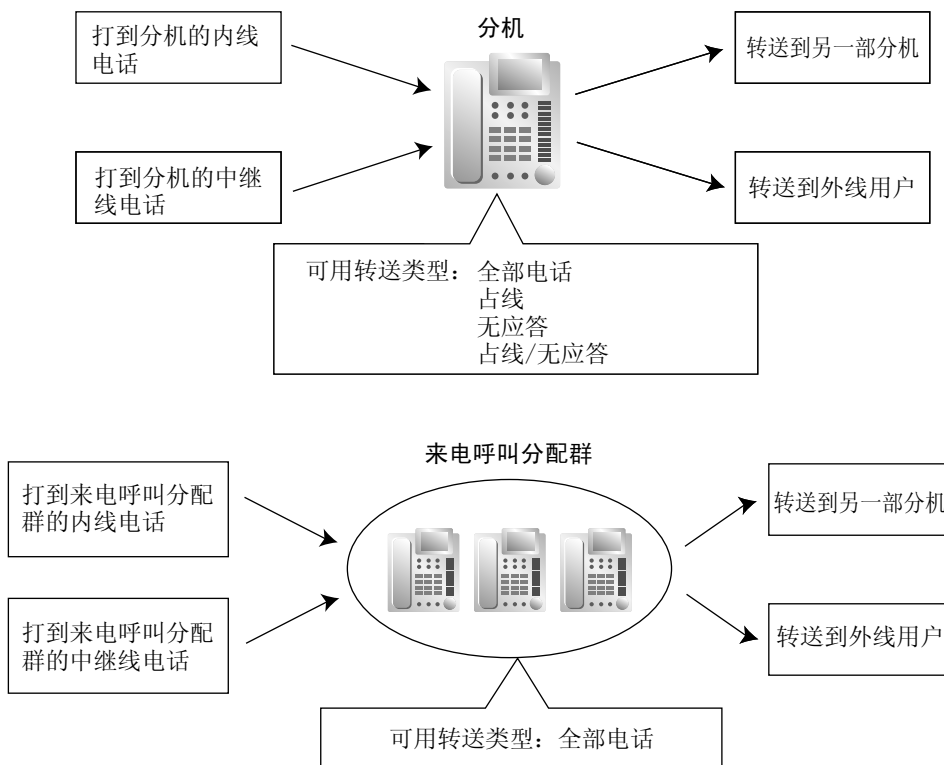 分机
打到分机的内线
电话
转送到另一部分机
打到分机的中继
线电话
转送到外线用户
可用转送类型：全部电话
占线
无应答
占线/无应答
来电呼叫分配群
打到来电呼叫分配
群的内线电话
转送到另一部分机
打到来电呼叫分配
群的中继线电话
转送到外线用户
可用转送类型：全部电话